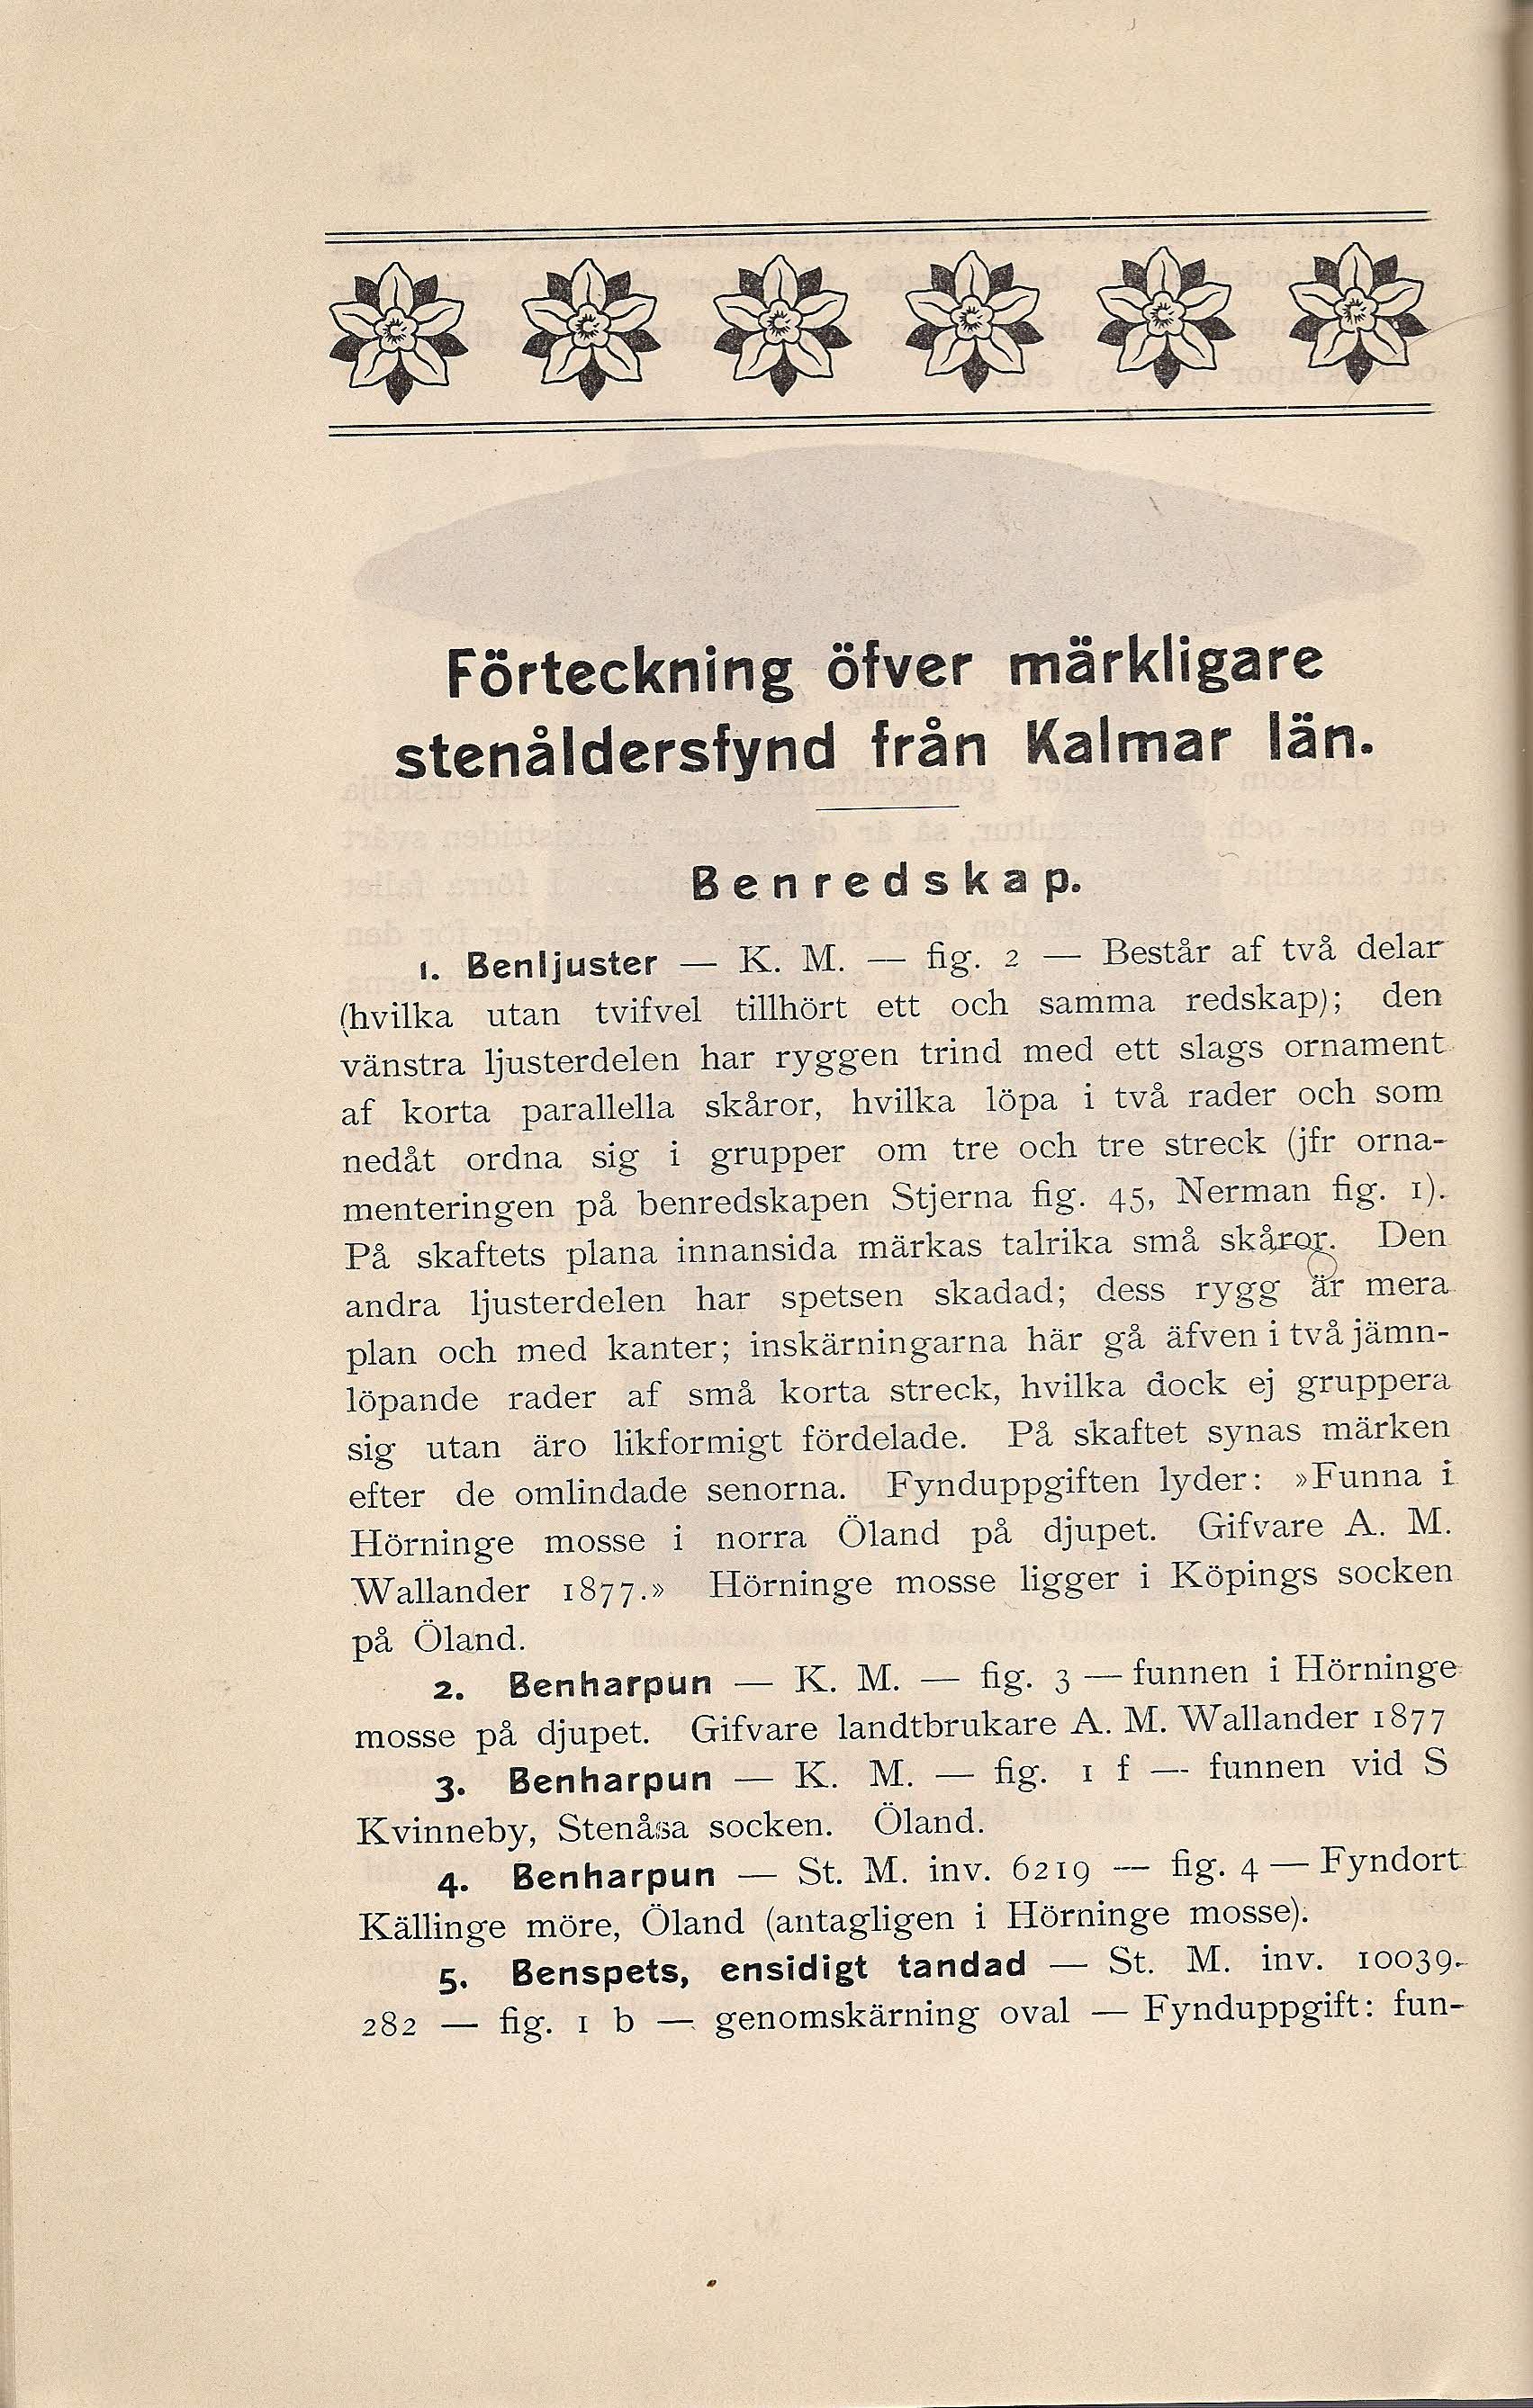 Förteckning öfver märkligare
stenåldersfynd från Kalmar län.
Benredskap.
1. Benljuster — K. M. — fig. 2 — Består af två delar
(hvilka utan tvifvel tillhört ett och samma redskap); den
vänstra ljusterdelen har ryggen trind med ett slags ornament
af korta parallella skåror, hvilka löpa i två rader och som
nedåt ordna sig i grupper om tre och tre streck (jfr orna-
menteringen på benredskapen Stjerna fig. 45, Nerman fig. 1).
På skaftets plana innansida märkas talrika små skåror. Den
andra ljusterdelen har spetsen skadad; dess rygg är mera
plan och med kanter; inskärningarna här gå äfven i två jämn-
löpande rader af små korta streck, hvilka dock ej gruppera
sig utan äro likformigt fördelade. På skaftet synas märken
efter de omlindade senorna. Fynduppgiften lyder: »Funna i
Hörninge mosse i norra Öland på djupet. Gifvare A. M.
Wallander 1877.» Hörninge mosse ligger i Köpings socken
på Öland.
2. Benharpun — K. M. — fig. 3 — funnen i Hörninge
mosse på djupet. Gifvare landtbrukare A. M. Wallander 1877
3. Benharpun — K. M. — fig. 1 f — funnen vid S
Kvinneby, Stenåsa socken. Öland.
4. Benharpun — St. M. inv. 6219 — fig. 4 — Fyndort
Källinge möre, Öland (antagligen i Hörninge mosse).
5. Benspets, ensidigt tandad — St. M. inv. 10039-
282 — fig. 1 b — genomskärning oval — Fynduppgift: fun-